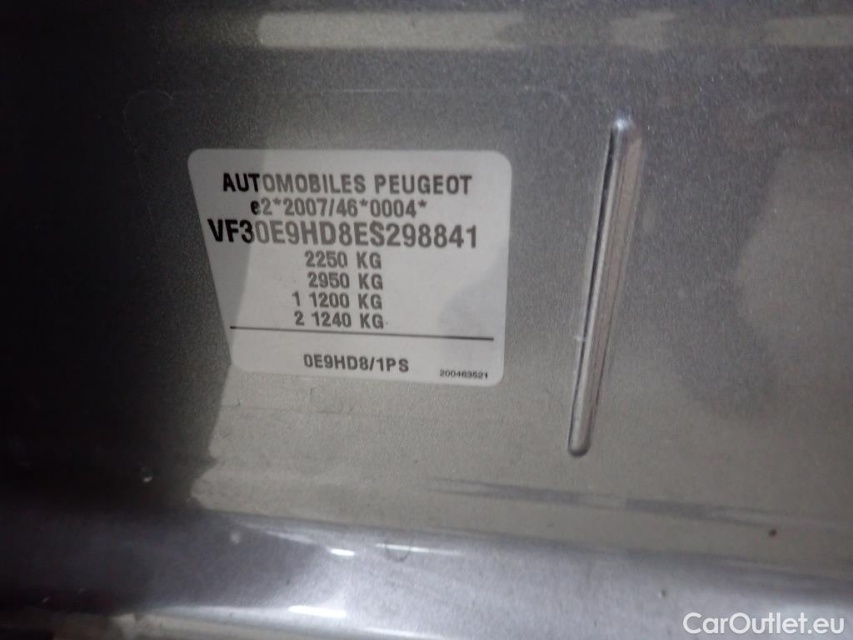 AUTOMOBILES PEUGEOT
e2*2007/46*0004*
VF30E9HD8ES298841
2250 KG
2950 KG
1 1200 KG
2 1240 KG
0E9HD8/1PS
200463521
CarOutlet.eu